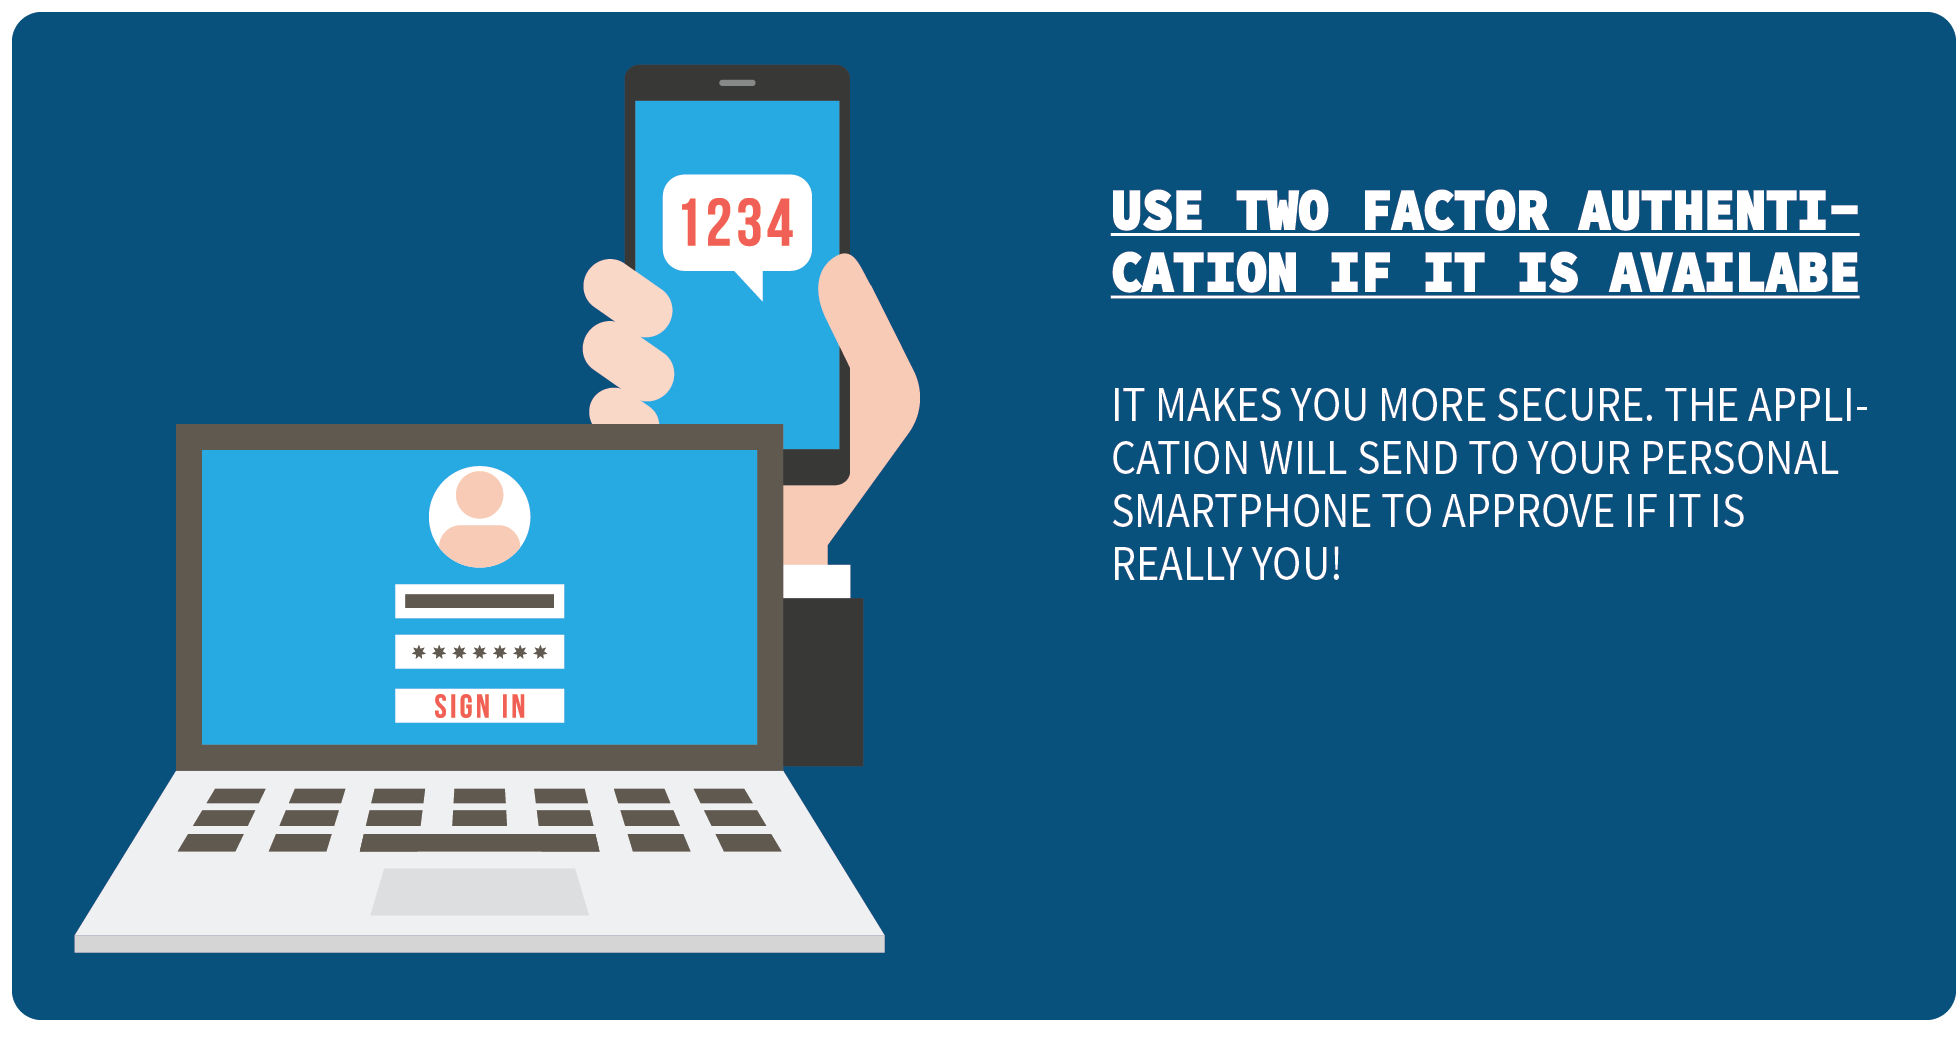 1234
USE TWO FACTOR AUTHENTI-
CATION IF IT IS AVAILABE
IT MAKES YOU MORE SECURE. THE APPLI-
CATION WILL SEND TO YOUR PERSONAL
SMARTPHONE TO APPROVE IF IT IS
REALLY YOU!
*******
SIGN IN